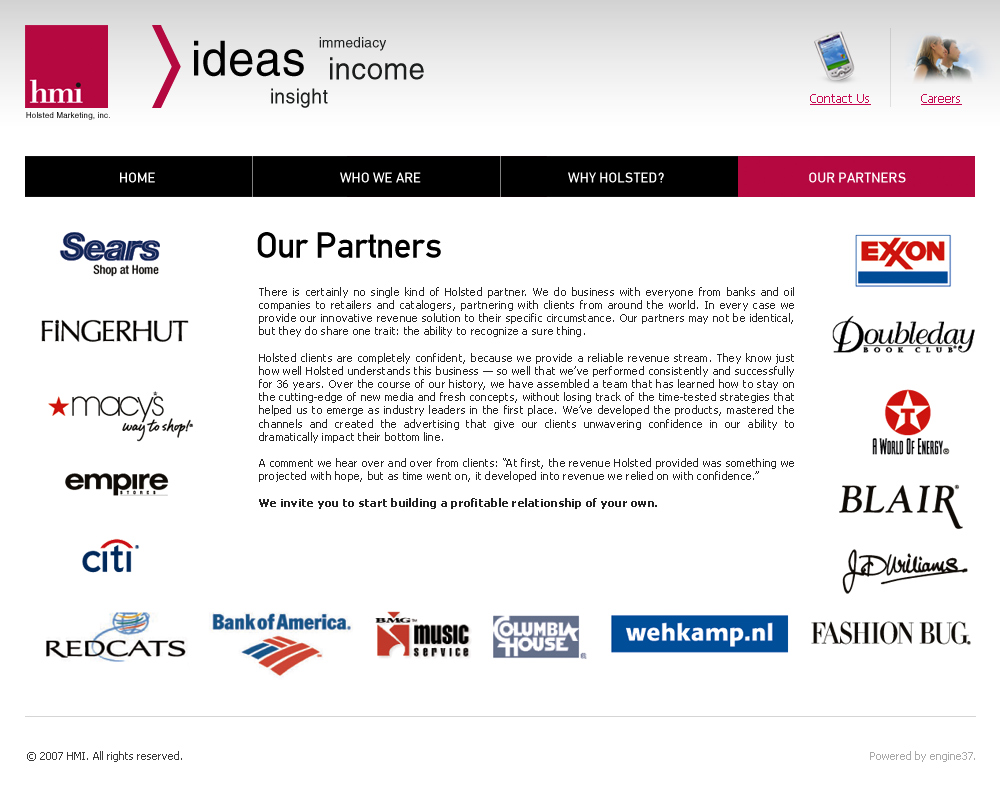 hmi
Holsted Marketing, inc.
ideas
immediacy
income
insight
Contact Us
Careers
HOME
WHO WE ARE
WHY HOLSTED?
OUR PARTNERS
Sears
Shop at Home
FINGERHUT
macy's
way to shop!
empire
STORES
citi
Our Partners
There is certainly no single kind of Holsted partner. We do business with everyone from banks and oil
companies to retailers and catalogers, partnering with clients from around the world. In every case we
provide our innovative revenue solution to their specific circumstance. Our partners may not be identical,
but they do share one trait: the ability to recognize a sure thing.
Holsted clients are completely confident, because we provide a reliable revenue stream. They know just
how well Holsted understands this business — so well that we've performed consistently and successfully
for 36 years. Over the course of our history, we have assembled a team that has learned how to stay on
the cutting-edge of new media and fresh concepts, without losing track of the time-tested strategies that
helped us to emerge as industry leaders in the first place. We've developed the products, mastered the
channels and created the advertising that give our clients unwavering confidence in our ability to
dramatically impact their bottom line.
A comment we hear over and over from clients: "At first, the revenue Holsted provided was something we
projected with hope, but as time went on, it developed into revenue we relied on with confidence."
We invite you to start building a profitable relationship of your own.
EXXON
Doubleday
BOOK CLUB®
T
A WORLD OF ENERGY®
BLAIR®
J.D.Williams
REDCATS
Bank of America.
BMG™
music
service
COLUMBIA
HOUSE
wehkamp.nl
FASHION BUG.
© 2007 HMI. All rights reserved.
Powered by engine37.